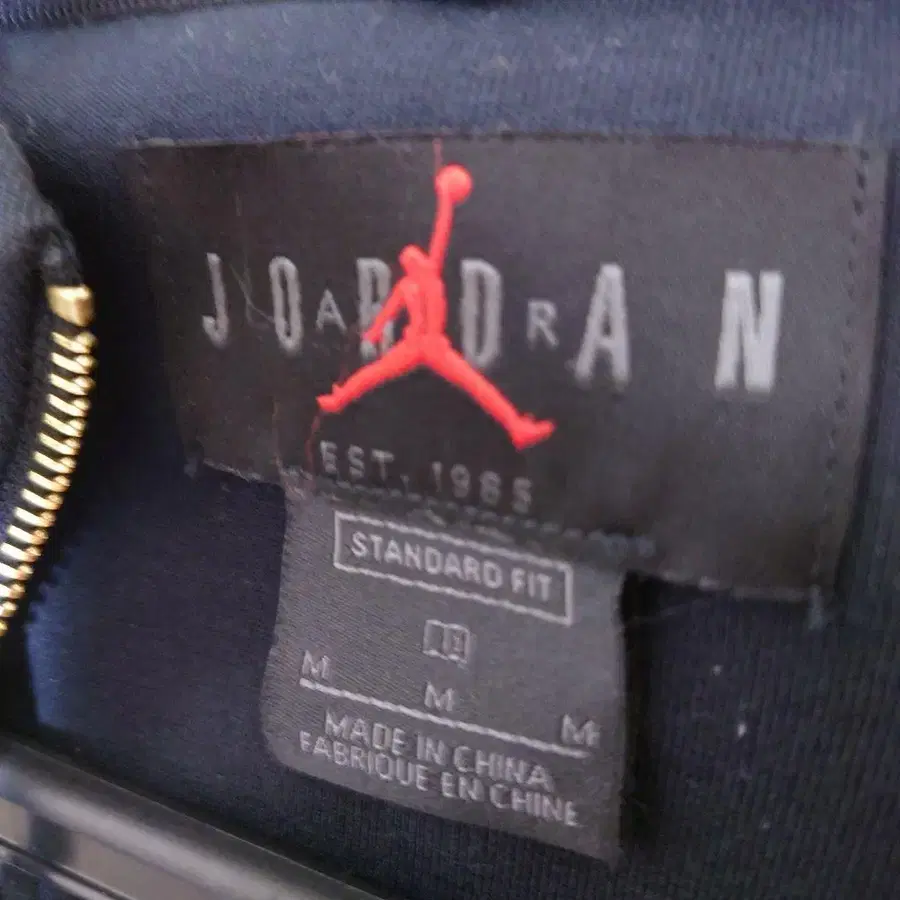 JORDAN
A R
EST. 1985
STANDARD FIT
M
M
M
MADE IN CHINA
FABRIQUE EN CHINE